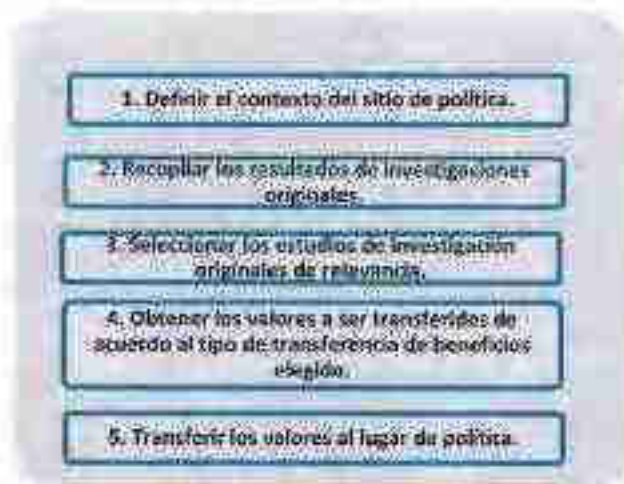 1. Definir el contexto del sitio de política.
2. Recopilar los resultados de investigaciones
originales.
3. Seleccionar los estudios de investigación
originales de relevancia.
4. Obtener los valores a ser transferidos de
acuerdo al tipo de transferencia de beneficios
elegido.
5. Transferir los valores al lugar de política.